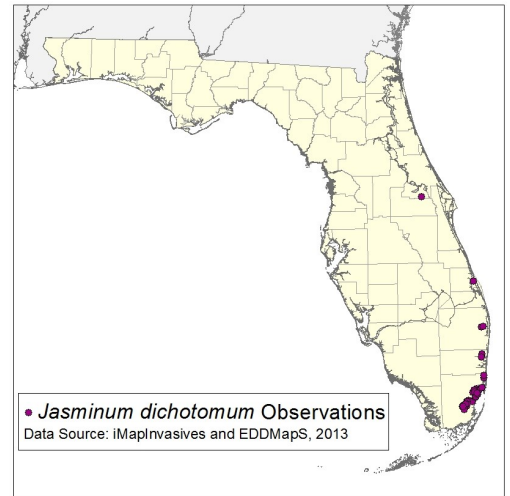 Jasminum dichotomum Observations
Data Source: iMapInvasives and EDDMapS, 2013